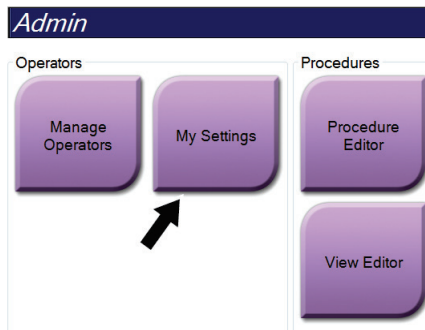 Admin
Operators
Manage
Operators
My Settings
Procedures
Procedure
Editor
View Editor